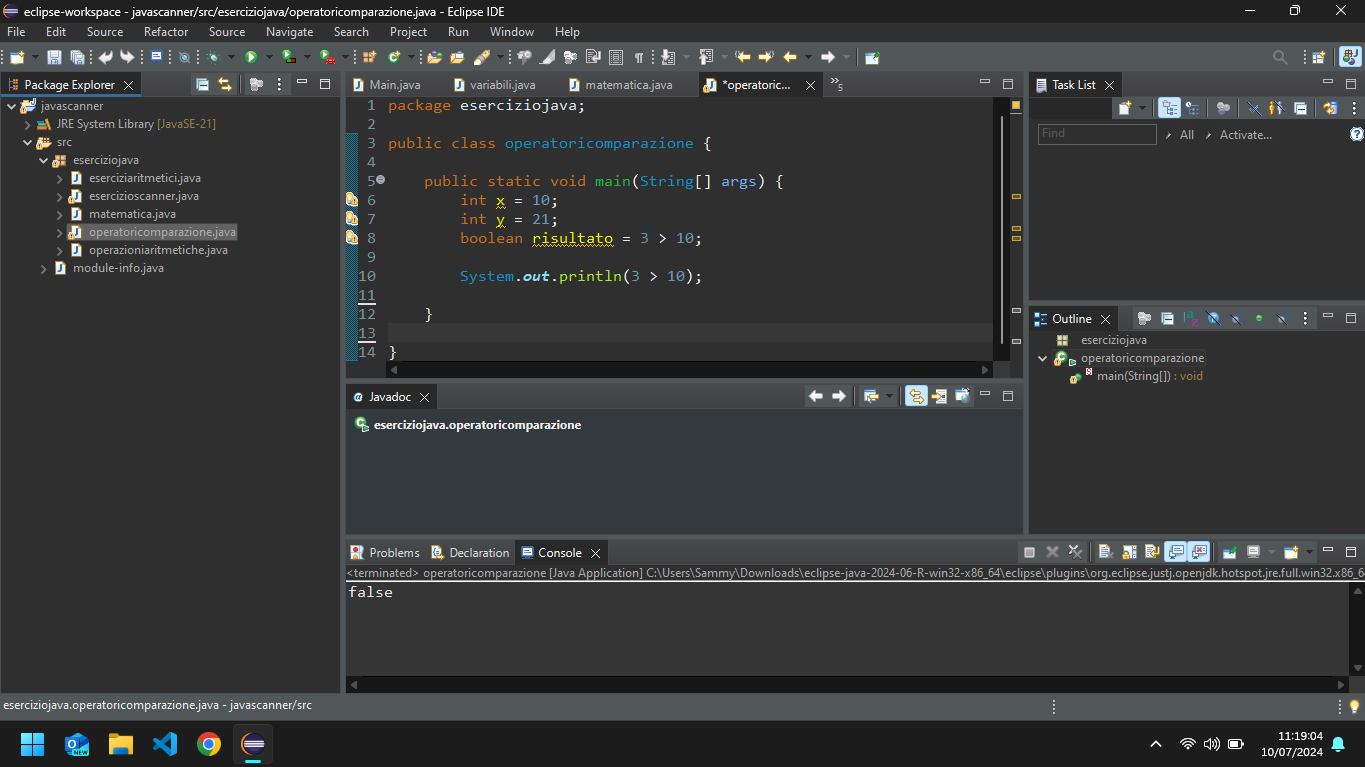 eclipse-workspace - javascanner/src/eserciziojava/operatoricomparazione.java - Eclipse IDE
File Edit Source Refactor Source Navigate Search Project Run Window Help
Package Explorer
javascanner
JRE System Library [JavaSE-21]
src
eserciziojava
eserciziaritmetici.java
esercizioscanner.java
matematica.java
operatoricomparazione.java
operazioniaritmetiche.java
module-info.java
Main.java variabili.java matematica.java *operatoric... »5
1 package eserciziojava;
2
3 public class operatoricomparazione {
4
5 public static void main(String[] args) {
6 int x = 10;
7 int y = 21;
8 boolean risultato = 3 > 10;
9
10 System.out.println(3 > 10);
11
12 }
13
14 }
Javadoc
eserciziojava.operatoricomparazione
Problems Declaration Console
<terminated> operatoricomparazione [Java Application] C:\Users\Sammy\Downloads\eclipse-java-2024-06-R-win32-x86_64\eclipse\plugins\org.eclipse.justj.openjdk.hotspot.jre.full.win32.x86_6
false
Task List
Find All Activate...
Outline
eserciziojava
operatoricomparazione
main(String[]) : void
eserciziojava.operatoricomparazione.java - javascanner/src
NEW
11:19:04
10/07/2024